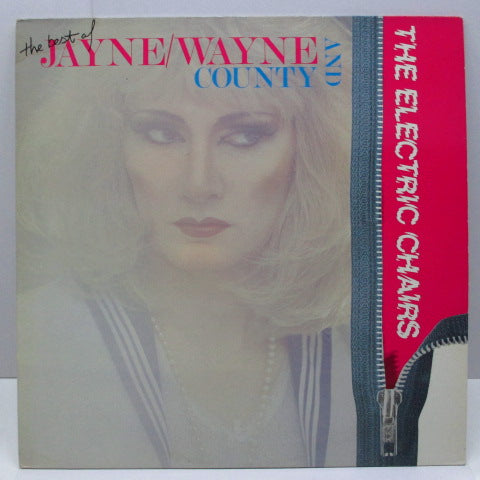 the best of
JAYNE/WAYNE
COUNTY
AND
THE ELECTRIC CHAIRS